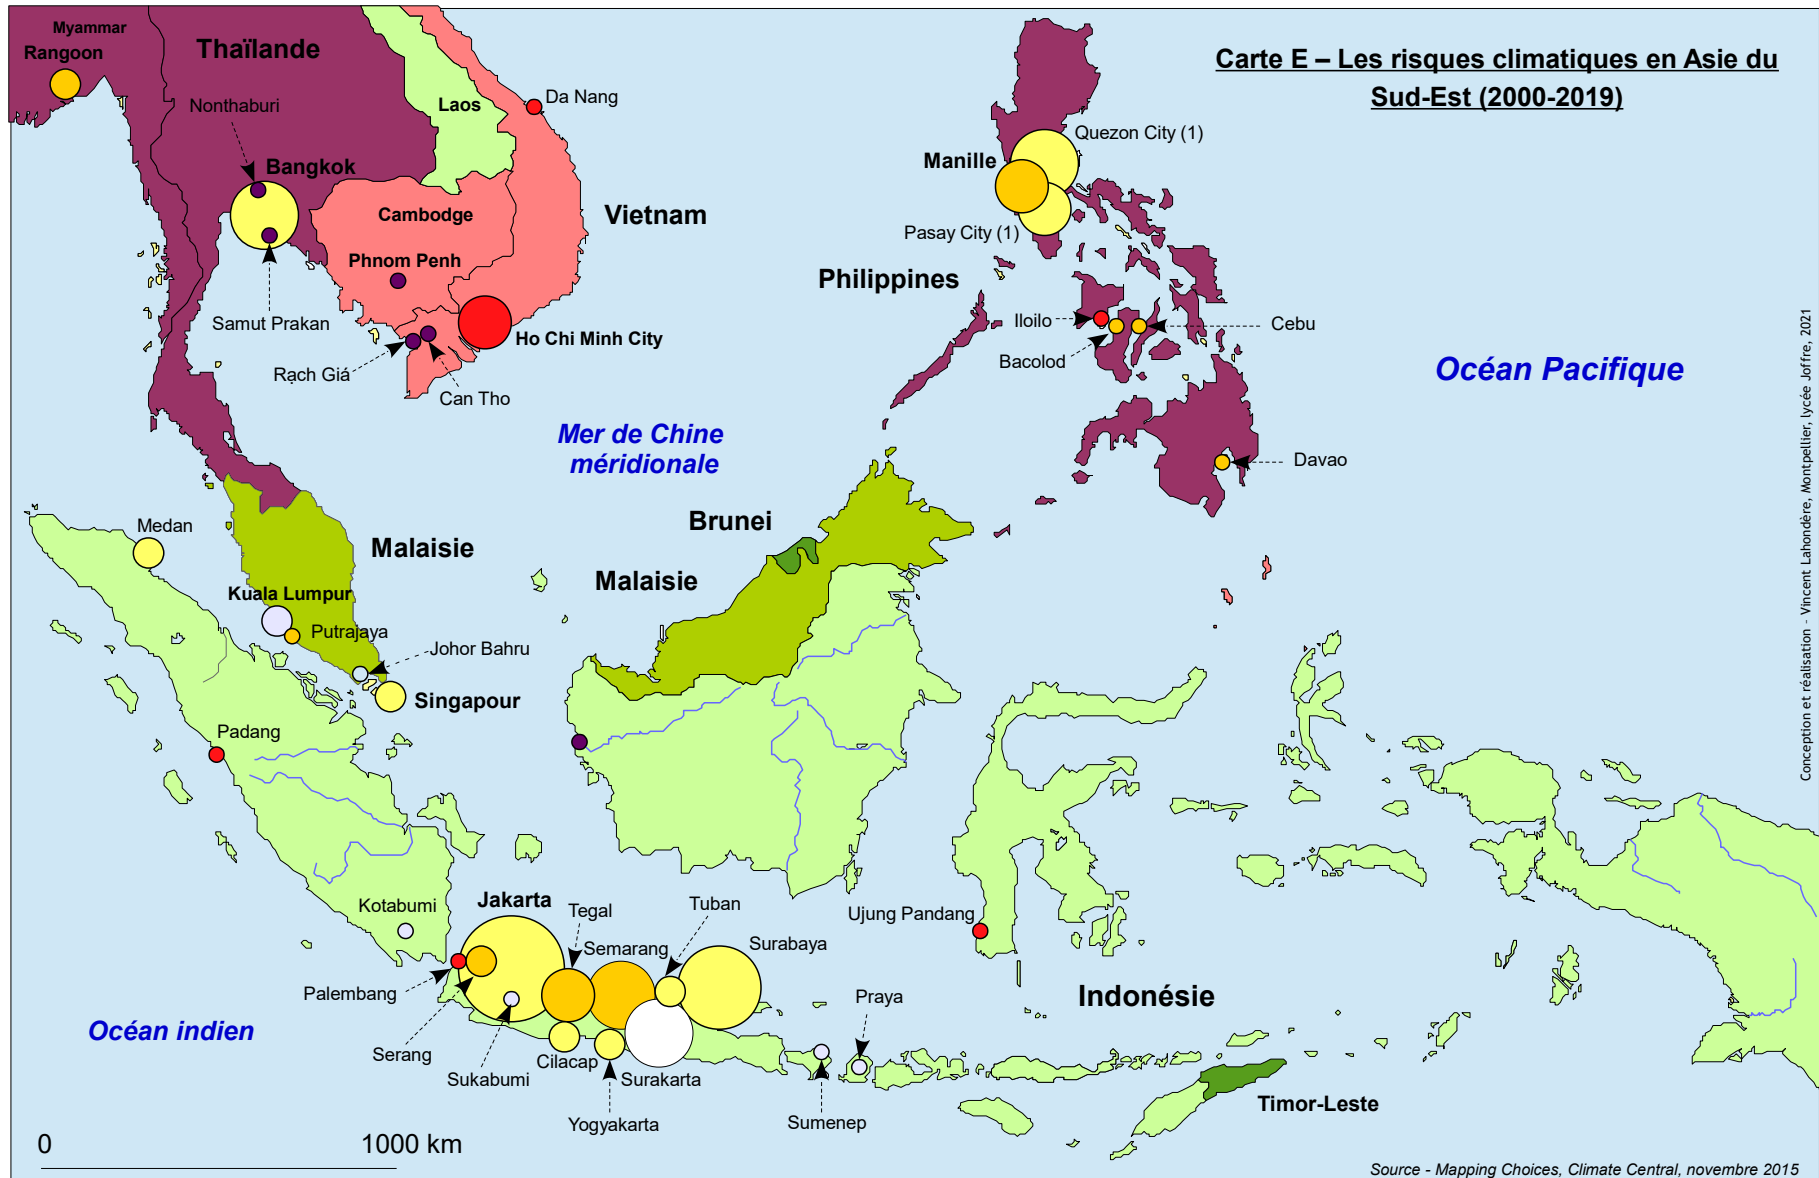 Carte E – Les risques climatiques en Asie du
Sud-Est (2000-2019)
Myammar
Rangoon
Thaïlande
Nonthaburi
Laos
Da Nang
Bangkok
Quezon City (1)
Manille
Cambodge
Vietnam
Pasay City (1)
Phnom Penh
Philippines
Samut Prakan
Ho Chi Minh City
Iloilo
Cebu
Bacolod
Rạch Giá
Can Tho
Océan Pacifique
Mer de Chine
méridionale
Davao
Medan
Brunei
Malaisie
Malaisie
Kuala Lumpur
Putrajaya
Johor Bahru
Singapour
Padang
Kotabumi
Jakarta
Tegal
Tuban
Ujung Pandang
Semarang
Surabaya
Palembang
Praya
Indonésie
Océan indien
Serang
Sukabumi
Cilacap
Surakarta
Yogyakarta
Sumenep
Timor-Leste
0
1000 km
Source - Mapping Choices, Climate Central, novembre 2015
Conception et réalisation - Vincent Lahondère, Montpellier, lycée Joffre, 2021